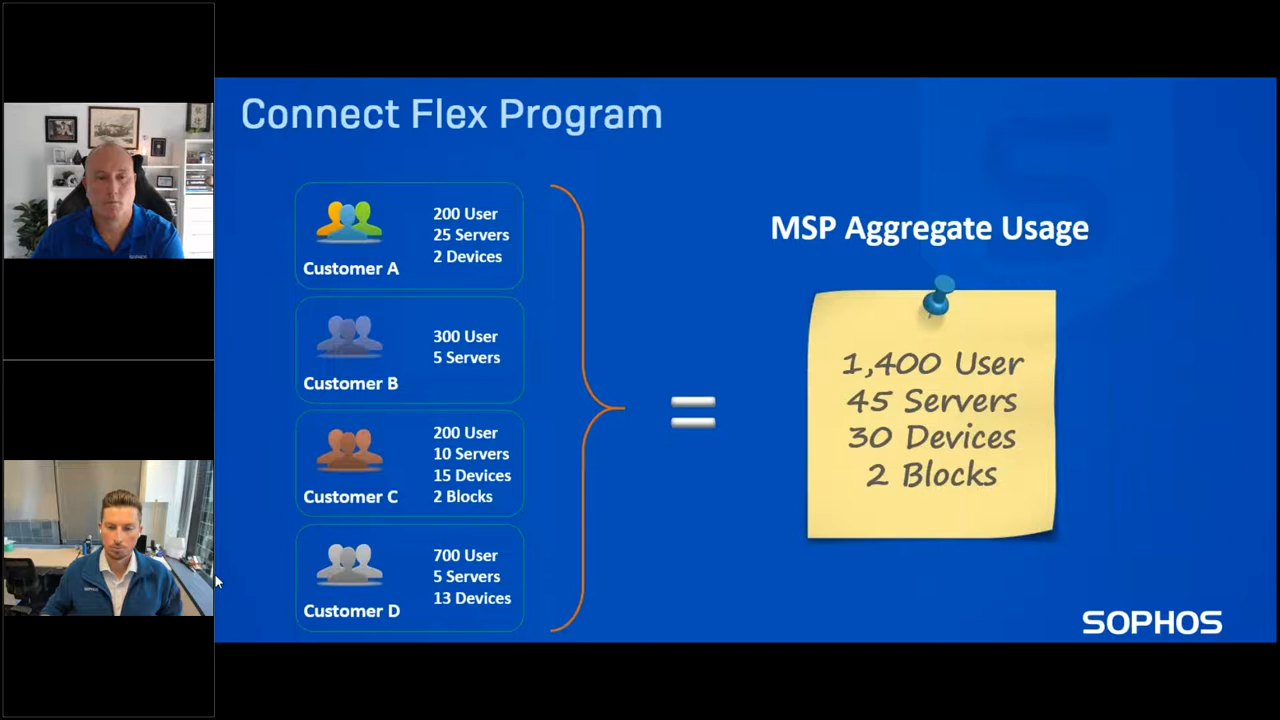 Connect Flex Program
200 User
25 Servers
2 Devices
Customer A
300 User
5 Servers
Customer B
200 User
10 Servers
15 Devices
2 Blocks
Customer C
700 User
5 Servers
13 Devices
Customer D
=
MSP Aggregate Usage
1,400 User
45 Servers
30 Devices
2 Blocks
SOPHOS